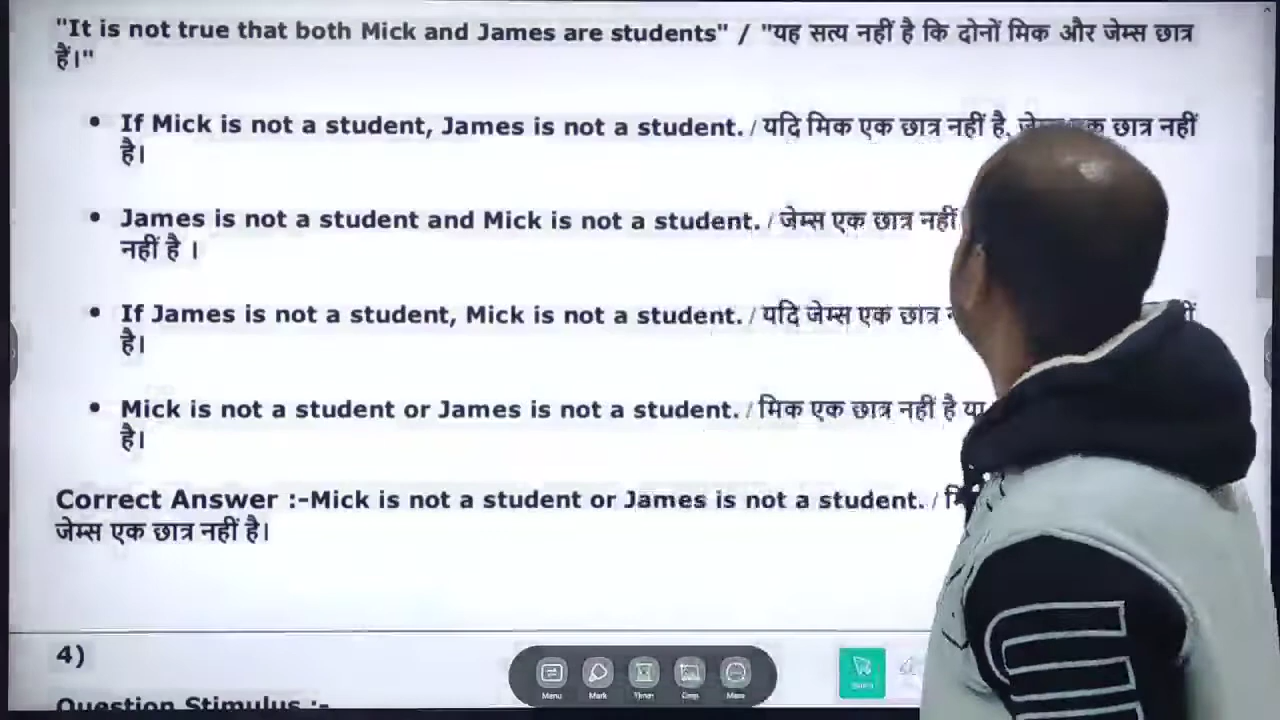 "It is not true that both Mick and James are students" / "यह सत्य नहीं है कि दोनों मिक और जेम्स छात्र
हैं।"
• If Mick is not a student, James is not a student. / यदि मिक एक छात्र नहीं है, छात्र नहीं
है।
• James is not a student and Mick is not a student. / जेम्स एक छात्र नहीं
नहीं है ।
• If James is not a student, Mick is not a student. / यदि जेम्स एक छात्र
है।
• Mick is not a student or James is not a student. / मिक एक छात्र नहीं है या
है।
Correct Answer :-Mick is not a student or James is not a student. /
जेम्स एक छात्र नहीं है।
4)
Question Stimulus :-
Menu Mark Crop More